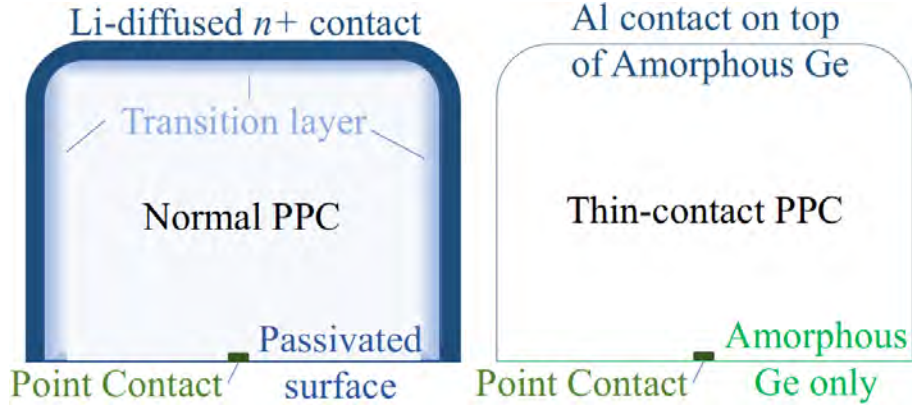 Li-diffused n+ contact
Transition layer
Normal PPC
Passivated
Point Contact surface
Al contact on top
of Amorphous Ge
Thin-contact PPC
Amorphous
Point Contact Ge only